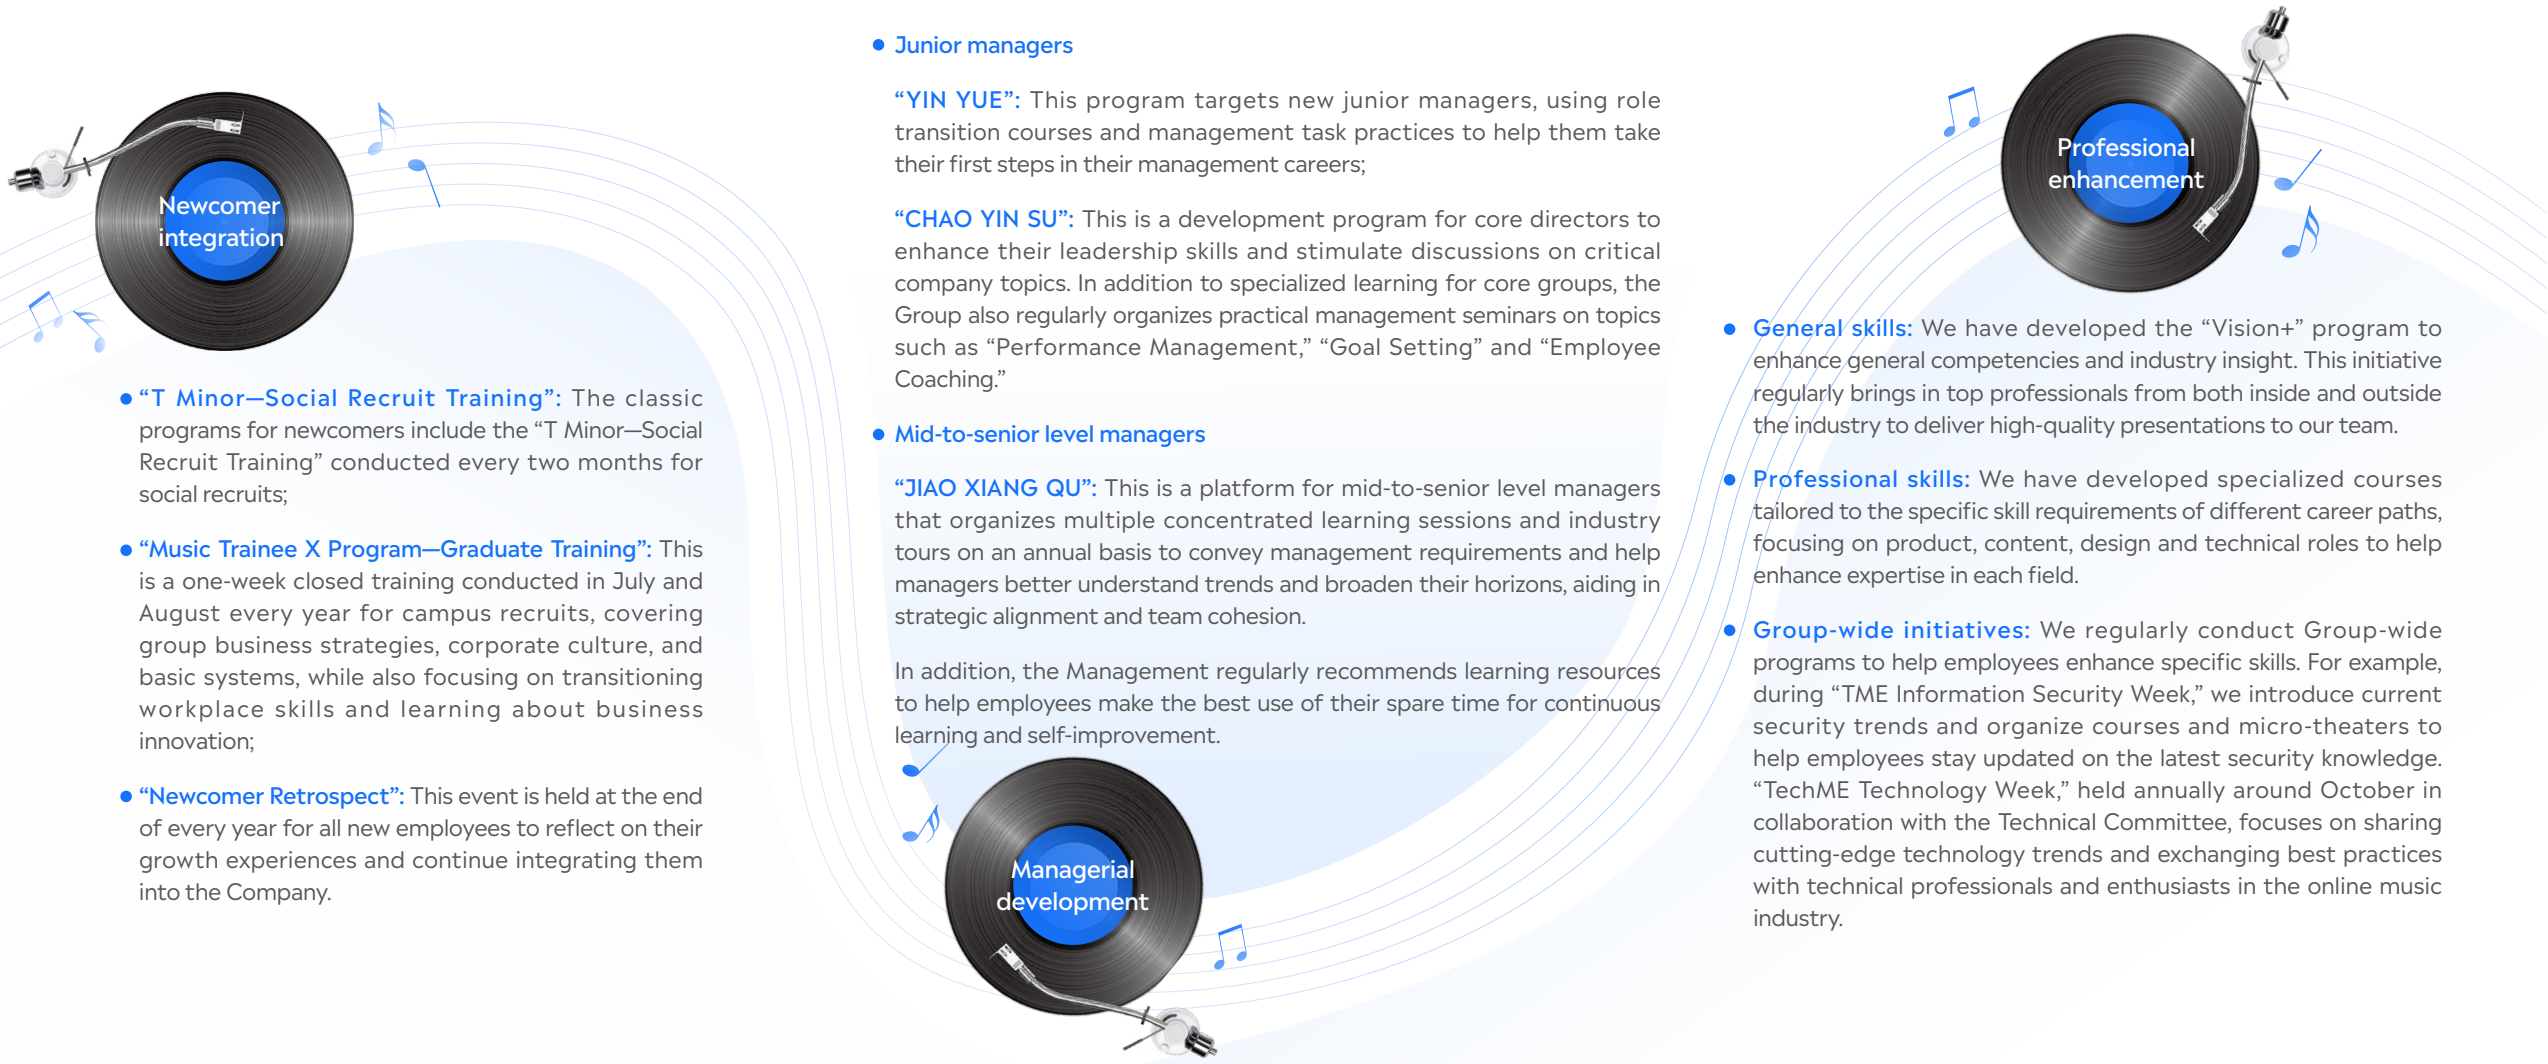 Newcomer
integration
● “T Minor—Social Recruit Training”: The classic
programs for newcomers include the “T Minor—Social
Recruit Training” conducted every two months for
social recruits;
● “Music Trainee X Program—Graduate Training”: This
is a one-week closed training conducted in July and
August every year for campus recruits, covering
group business strategies, corporate culture, and
basic systems, while also focusing on transitioning
workplace skills and learning about business
innovation;
● “Newcomer Retrospect”: This event is held at the end
of every year for all new employees to reflect on their
growth experiences and continue integrating them
into the Company.
● Junior managers
“YIN YUE”: This program targets new junior managers, using role
transition courses and management task practices to help them take
their first steps in their management careers;
“CHAO YIN SU”: This is a development program for core directors to
enhance their leadership skills and stimulate discussions on critical
company topics. In addition to specialized learning for core groups, the
Group also regularly organizes practical management seminars on topics
such as “Performance Management,” “Goal Setting” and “Employee
Coaching.”
● Mid-to-senior level managers
“JIAO XIANG QU”: This is a platform for mid-to-senior level managers
that organizes multiple concentrated learning sessions and industry
tours on an annual basis to convey management requirements and help
managers better understand trends and broaden their horizons, aiding in
strategic alignment and team cohesion.
In addition, the Management regularly recommends learning resources
to help employees make the best use of their spare time for continuous
learning and self-improvement.
Managerial
development
Professional
enhancement
● General skills: We have developed the “Vision+” program to
enhance general competencies and industry insight. This initiative
regularly brings in top professionals from both inside and outside
the industry to deliver high-quality presentations to our team.
● Professional skills: We have developed specialized courses
tailored to the specific skill requirements of different career paths,
focusing on product, content, design and technical roles to help
enhance expertise in each field.
● Group-wide initiatives: We regularly conduct Group-wide
programs to help employees enhance specific skills. For example,
during “TME Information Security Week,” we introduce current
security trends and organize courses and micro-theaters to
help employees stay updated on the latest security knowledge.
“TechME Technology Week,” held annually around October in
collaboration with the Technical Committee, focuses on sharing
cutting-edge technology trends and exchanging best practices
with technical professionals and enthusiasts in the online music
industry.